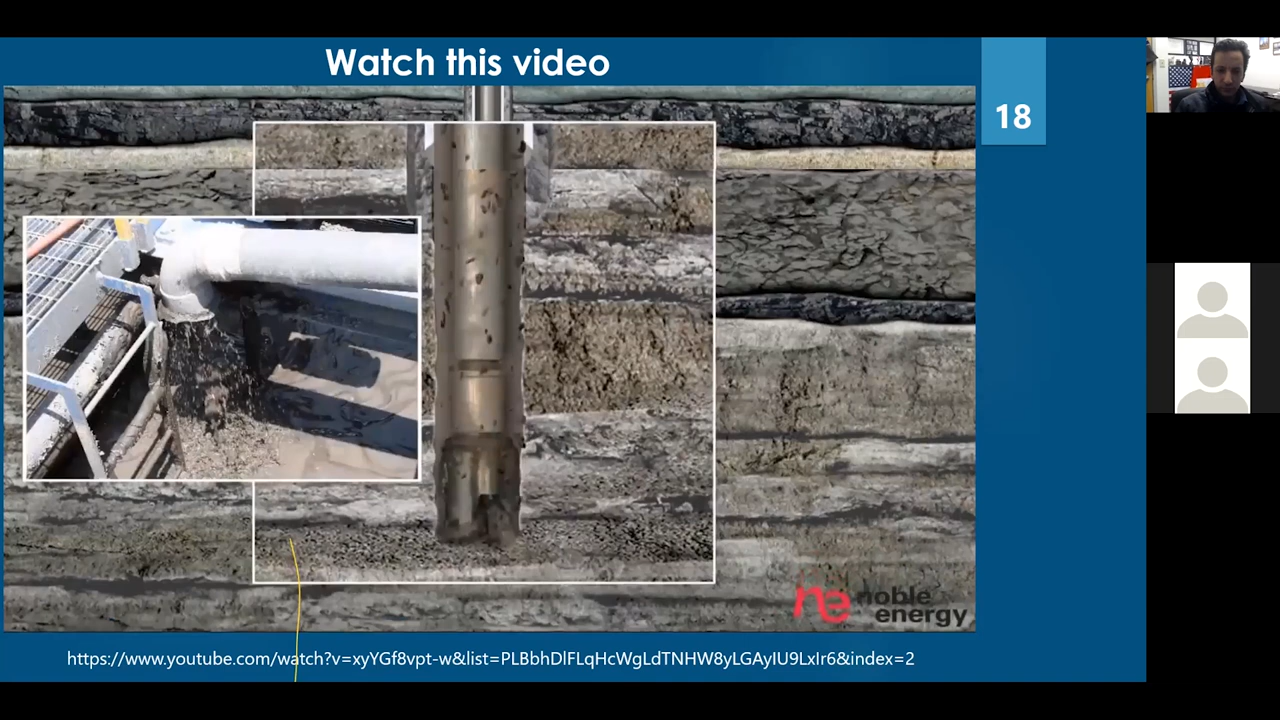 Watch this video
18
noble
energy
https://www.youtube.com/watch?v=xyYGf8vpt-w&list=PLBbhDlFLqHcWgLdTNHW8yLGAyIU9LxIr6&index=2